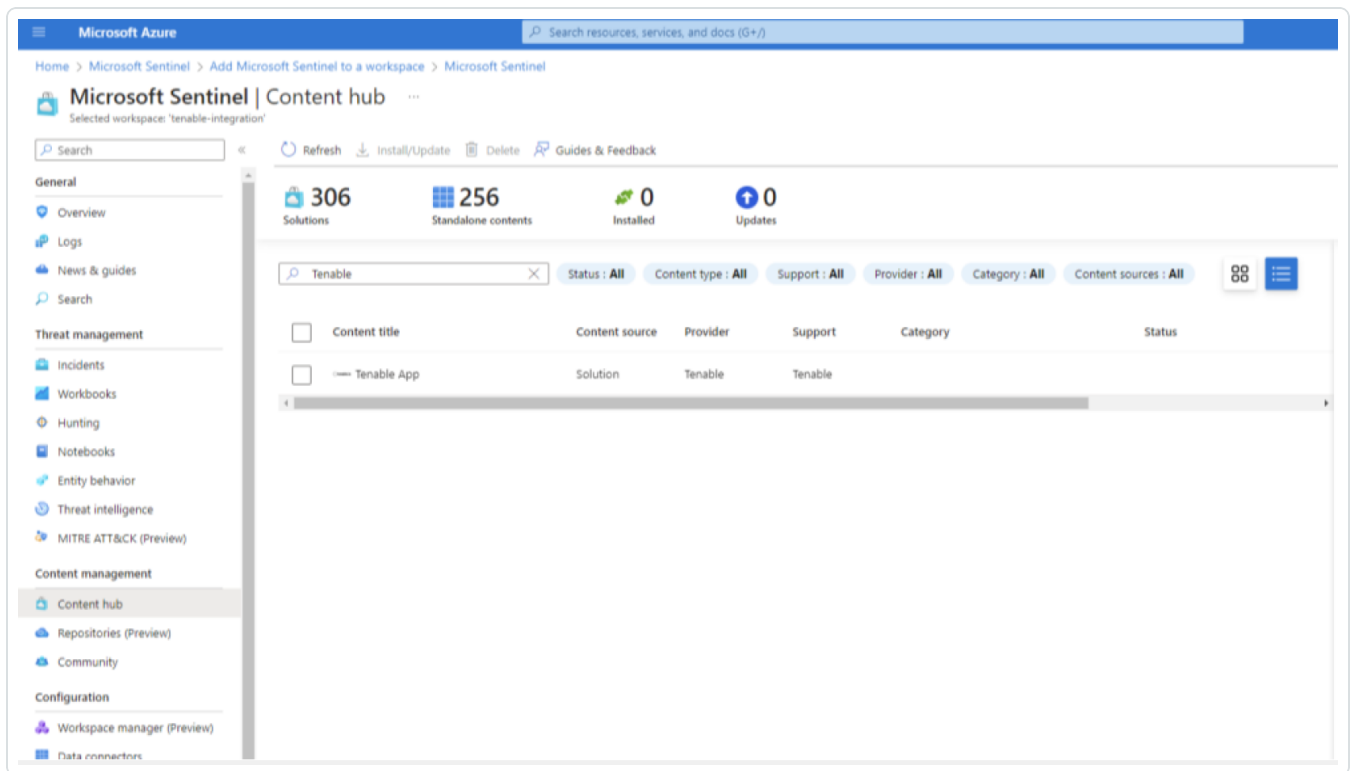 Microsoft Azure
Search resources, services, and docs (G+/)
Home > Microsoft Sentinel > Add Microsoft Sentinel to a workspace > Microsoft Sentinel
Microsoft Sentinel | Content hub ...
Selected workspace: 'tenable-integration'
Search «
Refresh Install/Update Delete Guides & Feedback
General
Overview
Logs
News & guides
Search
Threat management
Incidents
Workbooks
Hunting
Notebooks
Entity behavior
Threat intelligence
MITRE ATT&CK (Preview)
Content management
Content hub
Repositories (Preview)
Community
Configuration
Workspace manager (Preview)
Data connectors
306 256 0 0
Solutions Standalone contents Installed Updates
Tenable Status : All Content type : All Support : All Provider : All Category : All Content sources : All
Content title Content source Provider Support Category Status
Tenable App Solution Tenable Tenable